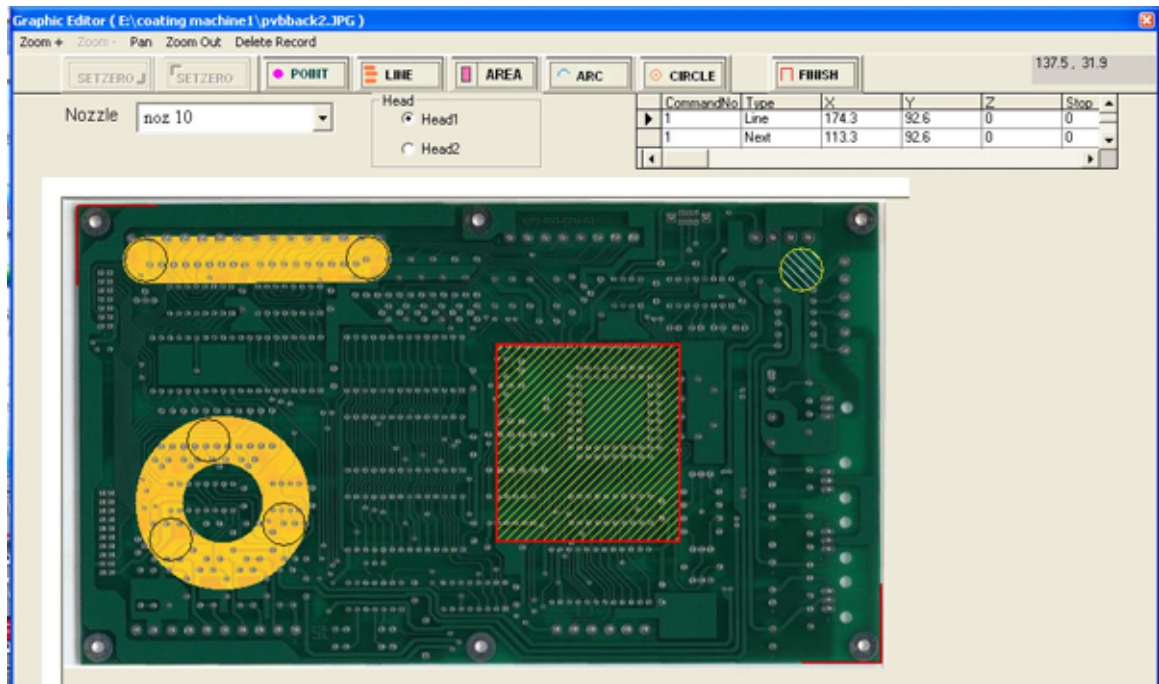 Graphic Editor ( E:\coating machine1\pvbback2.JPG )
Zoom + Zoom - Pan Zoom Out Delete Record
SETZERO SETZERO POINT LINE AREA ARC CIRCLE FINISH 137.5 , 31.9
Nozzle noz 10
Head
Head1
Head2
CommandNo Type X Y Z Stop
1 Line 174.3 92.6 0 0
1 Next 113.3 92.6 0 0